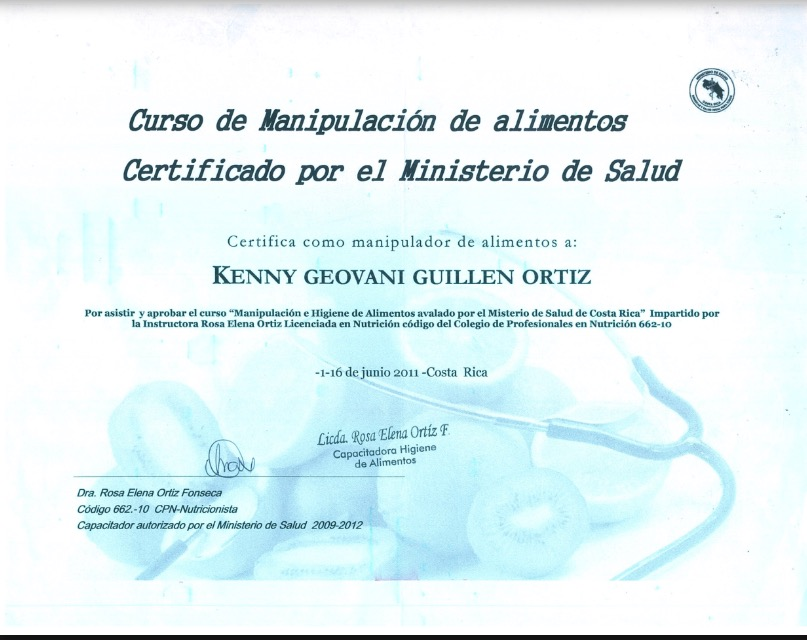 Curso de Manipulación de alimentos
Certificado por el Ministerio de Salud
Certifica como manipulador de alimentos a:
KENNY GEOVANI GUILLEN ORTIZ
Por asistir y aprobar el curso "Manipulación e Higiene de Alimentos avalado por el Misterio de Salud de Costa Rica" Impartido por
la Instructora Rosa Elena Ortiz Licenciada en Nutrición código del Colegio de Profesionales en Nutrición 662-10
-1-16 de junio 2011 -Costa Rica
Licda. Rosa Elena Ortiz F.
Capacitadora Higiene
de Alimentos
Dra. Rosa Elena Ortiz Fonseca
Código 662.-10 CPN-Nutricionista
Capacitador autorizado por el Ministerio de Salud 2009-2012